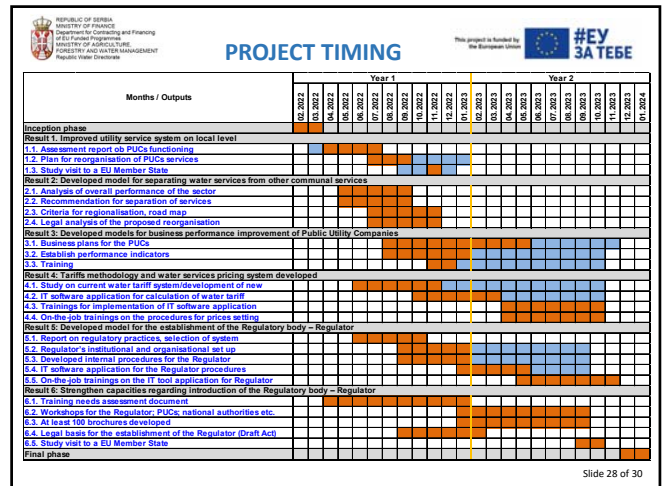 REPUBLIC OF SERBIA
MINISTRY OF FINANCE
Department for Contracting and Financing
of EU Funded Programmes
MINISTRY OF AGRICULTURE,
FORESTRY AND WATER MANAGEMENT
Republic Water Directorate
PROJECT TIMING
This project is funded by
the European Union
#ЕУ
ЗА ТЕБЕ
Months / Outputs
Year 1
Year 2
02.2022
03.2022
04.2022
05.2022
06.2022
07.2022
08.2022
09.2022
10.2022
11.2022
12.2022
01.2023
02.2023
03.2023
04.2023
05.2023
06.2023
07.2023
08.2023
09.2023
10.2023
11.2023
12.2023
01.2024
Inception phase
Result 1. Improved utility service system on local level
1.1. Assessment report ob PUCs functioning
1.2. Plan for reorganisation of PUCs services
1.3. Study visit to a EU Member State
Result 2: Developed model for separating water services from other communal services
2.1. Analysis of overall performance of the sector
2.2. Recommendation for separation of services
2.3. Criteria for regionalisation, road map
2.4. Legal analysis of the proposed reorganisation
Result 3: Developed models for business performance improvement of Public Utility Companies
3.1. Business plans for the PUCs
3.2. Establish performance indicators
3.3. Training
Result 4: Tariffs methodology and water services pricing system developed
4.1. Study on current water tariff system/development of new
4.2. IT software application for calculation of water tariff
4.3. Trainings for implementation of IT software application
4.4. On-the-job trainings on the procedures for prices setting
Result 5: Developed model for the establishment of the Regulatory body – Regulator
5.1. Report on regulatory practices, selection of system
5.2. Regulator's institutional and organisational set up
5.3. Developed internal procedures for the Regulator
5.4. IT software application for the Regulator procedures
5.5. On-the-job trainings on the IT tool application for Regulator
Result 6: Strengthen capacities regarding introduction of the Regulatory body – Regulator
6.1. Training needs assessment document
6.2. Workshops for the Regulator; PUCs; national authorities etc.
6.3. At least 100 brochures developed
6.4. Legal basis for the establishment of the Regulator (Draft Act)
6.5. Study visit to a EU Member State
Final phase
Slide 28 of 30